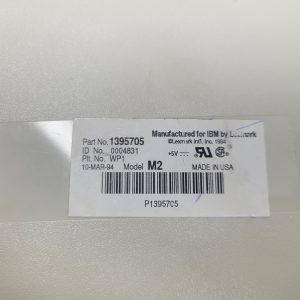 Manufactured for IBM by Lexmark
Part No. 1395705 ©Lexmark Int'l, Inc. 1994
ID No. 0004831 +5V
Plt. No. WP1
10-MAR-94 Model M2 MADE IN USA
P1395705